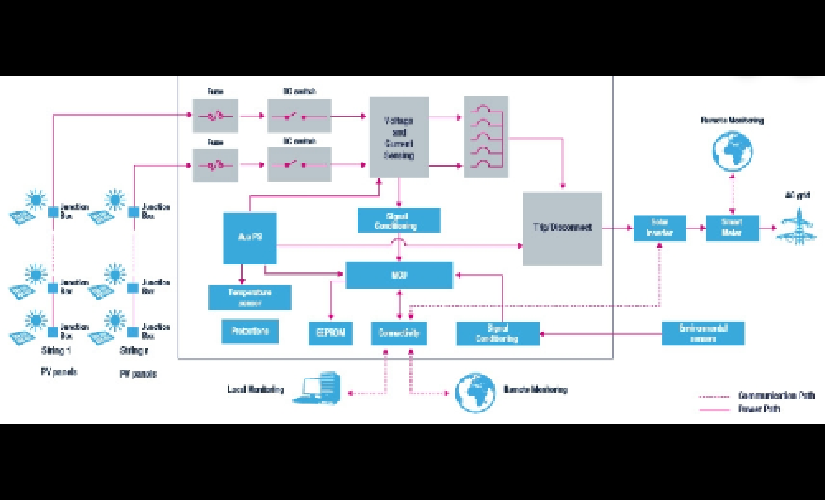 Fuse
DC switch
Voltage
and
Current
Sensing
Fuse
DC switch
Remote Monitoring
AC grid
Junction
Box
Junction
Box
Signal
Conditioning
Aux PS
Trip/Disconnect
Solar
Inverter
Smart
Meter
MCU
Temperature
sensor
Junction
Box
Junction
Box
Junction
Box
Junction
Box
EEPROM
Connectivity
Signal
Conditioning
Environmental
sensors
String 1
String n
PV panels
PV panels
Local Monitoring
Remote Monitoring
Communication Path
Power Path